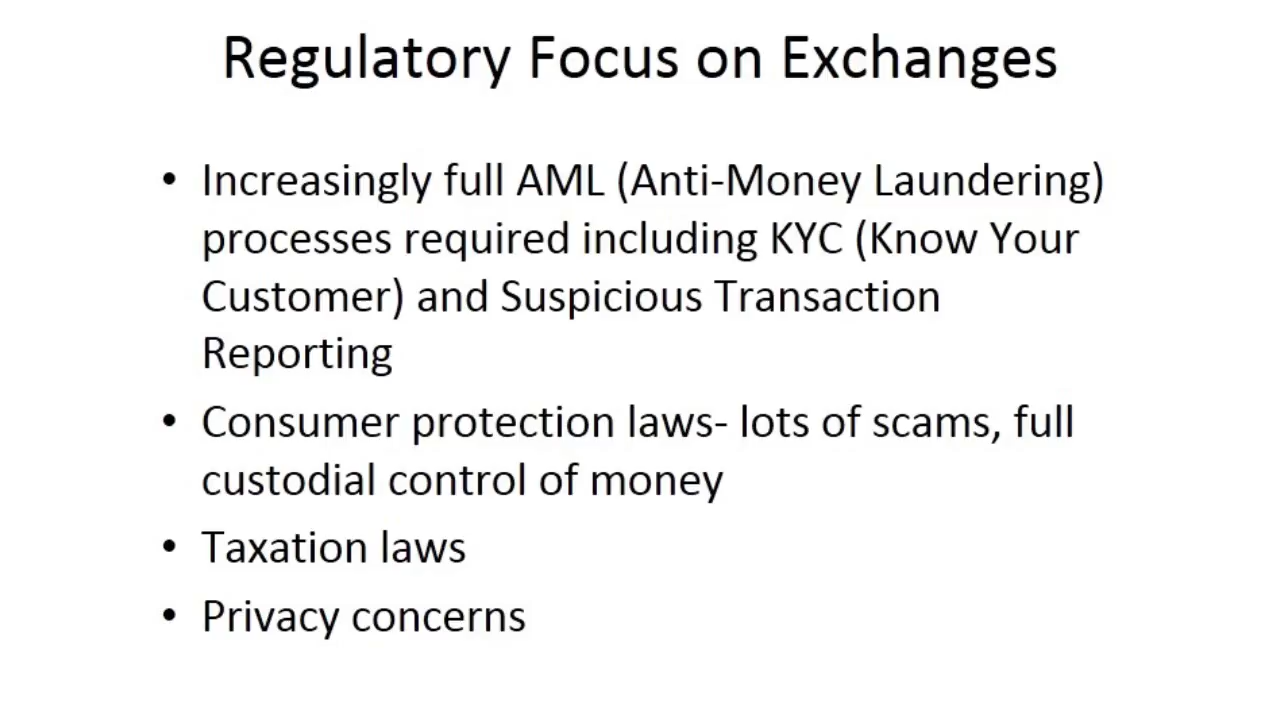 Regulatory Focus on Exchanges
• Increasingly full AML (Anti-Money Laundering)
processes required including KYC (Know Your
Customer) and Suspicious Transaction
Reporting
• Consumer protection laws- lots of scams, full
custodial control of money
• Taxation laws
• Privacy concerns